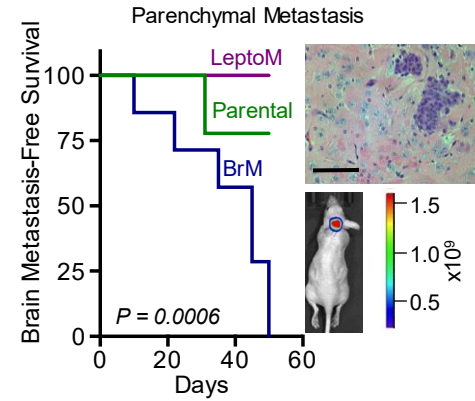 Parenchymal Metastasis
Brain Metastasis-Free Survival
100
75
50
25
0
LeptoM
Parental
BrM
P = 0.0006
0 20 40 60
Days
1.5
1.0
0.5
x10⁹